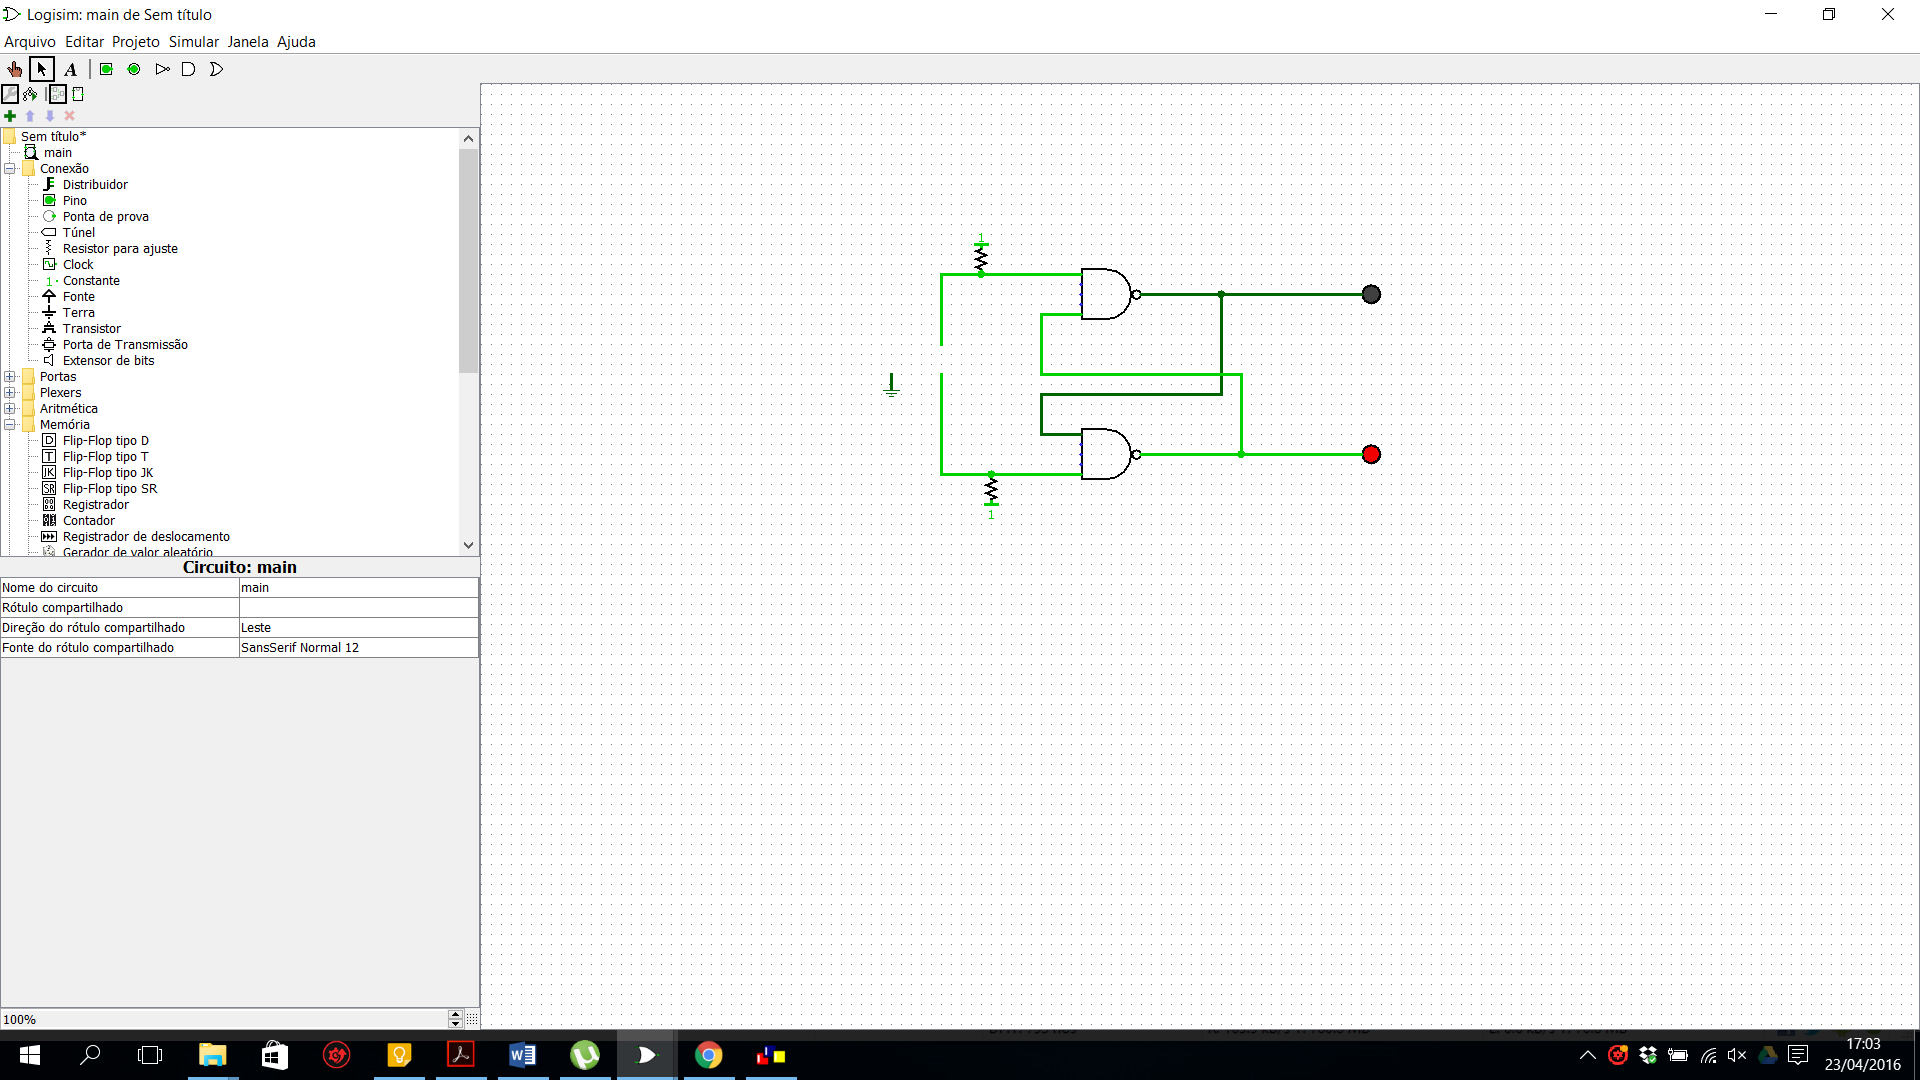 Logisim: main de Sem título
Arquivo Editar Projeto Simular Janela Ajuda
A
Sem título*
main
Conexão
Distribuidor
Pino
Ponta de prova
Túnel
Resistor para ajuste
Clock
Constante
Fonte
Terra
Transistor
Porta de Transmissão
Extensor de bits
Portas
Plexers
Aritmética
Memória
Flip-Flop tipo D
Flip-Flop tipo T
Flip-Flop tipo JK
Flip-Flop tipo SR
Registrador
Contador
Registrador de deslocamento
Gerador de valor aleatório
Circuito: main
Nome do circuito main
Rótulo compartilhado
Direção do rótulo compartilhado Leste
Fonte do rótulo compartilhado SansSerif Normal 12
100%
1
1
17:03
23/04/2016